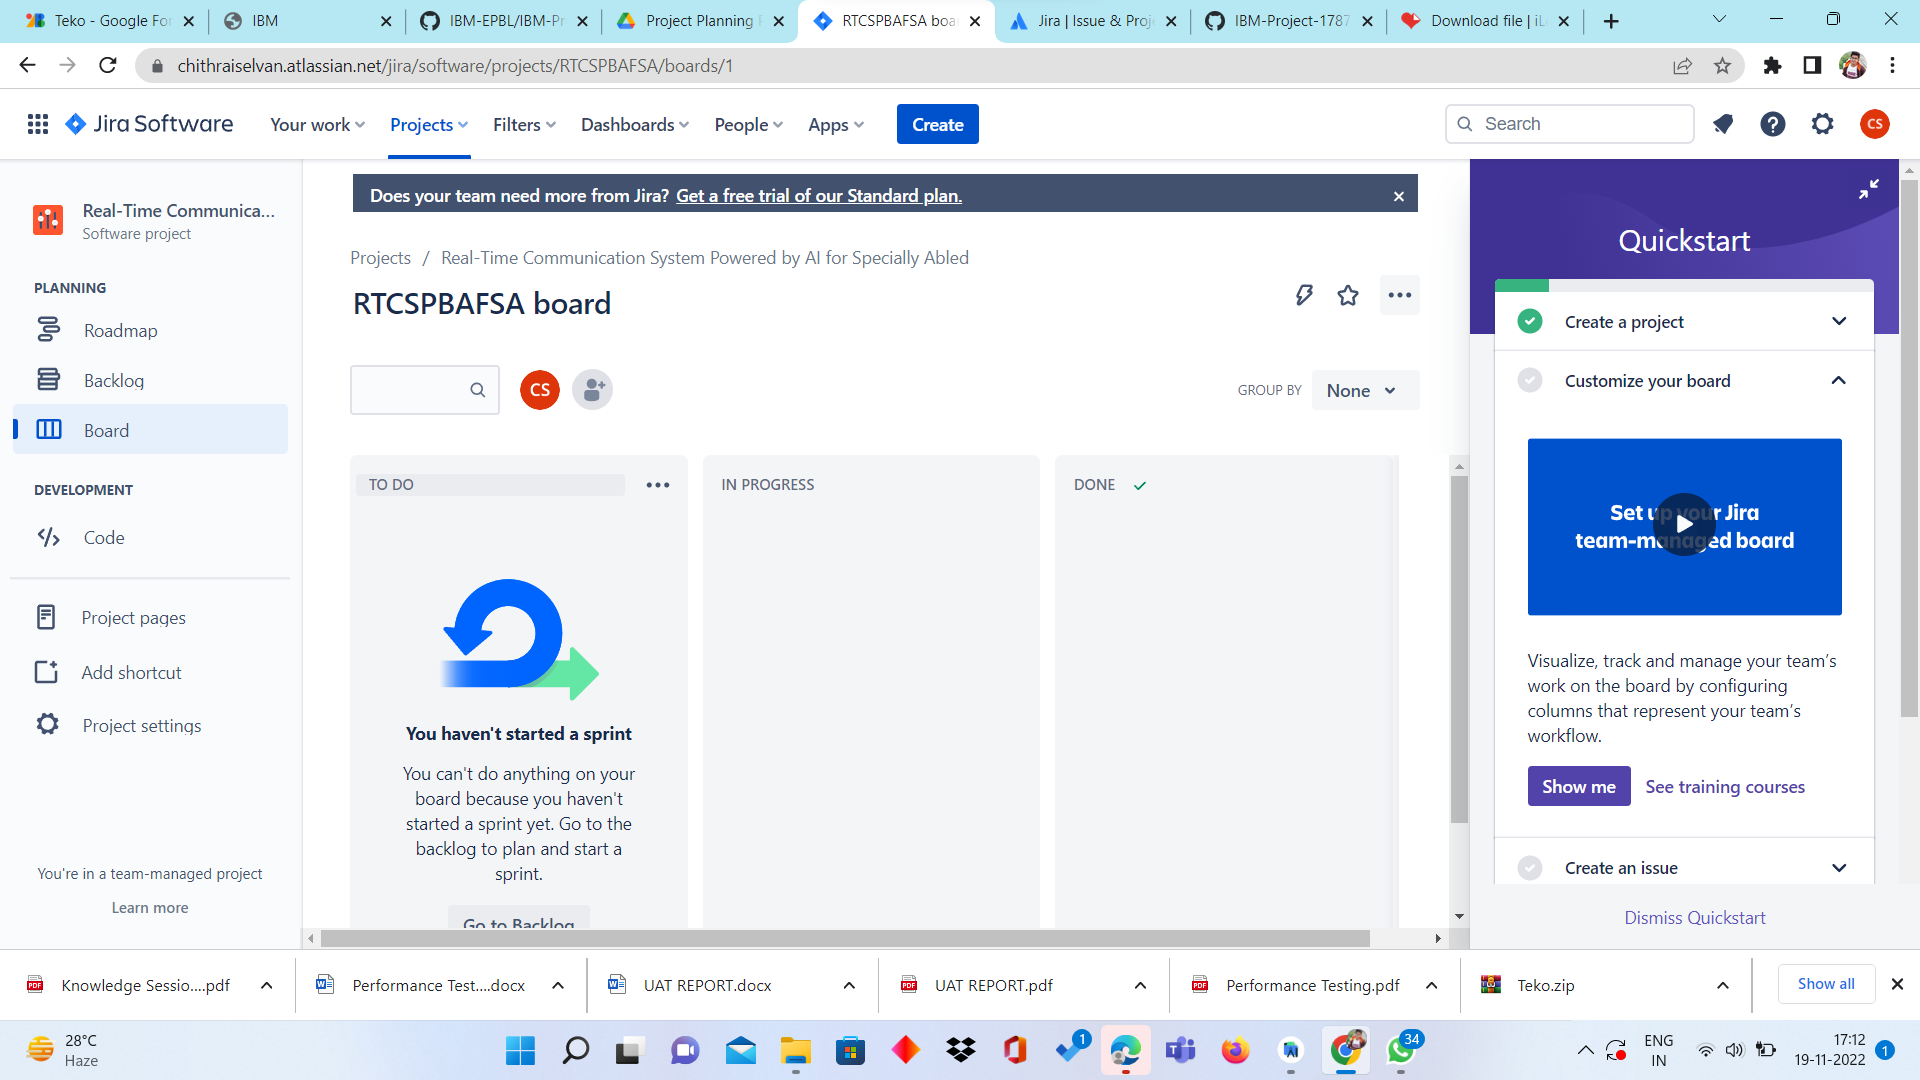 Teko - Google For
IBM
IBM-EPBL/IBM-Pr
Project Planning
RTCSPBAFSA boa
Jira | Issue & Proj
IBM-Project-1787
Download file | iL
chithraiselvan.atlassian.net/jira/software/projects/RTCSPBAFSA/boards/1
Jira Software
Your work
Projects
Filters
Dashboards
People
Apps
Create
Search
CS
Real-Time Communica...
Software project
PLANNING
Roadmap
Backlog
Board
DEVELOPMENT
Code
Project pages
Add shortcut
Project settings
You're in a team-managed project
Learn more
Does your team need more from Jira? Get a free trial of our Standard plan.
Projects / Real-Time Communication System Powered by AI for Specially Abled
RTCSPBAFSA board
CS
GROUP BY
None
TO DO
IN PROGRESS
DONE
You haven't started a sprint
You can't do anything on your
board because you haven't
started a sprint yet. Go to the
backlog to plan and start a
sprint.
Go to Backlog
Quickstart
Create a project
Customize your board
Set up your Jira
team-managed board
Visualize, track and manage your team's
work on the board by configuring
columns that represent your team's
workflow.
Show me
See training courses
Create an issue
Dismiss Quickstart
Knowledge Sessio....pdf
Performance Test....docx
UAT REPORT.docx
UAT REPORT.pdf
Performance Testing.pdf
Teko.zip
Show all
28°C
Haze
1
34
ENG
IN
17:12
19-11-2022
1